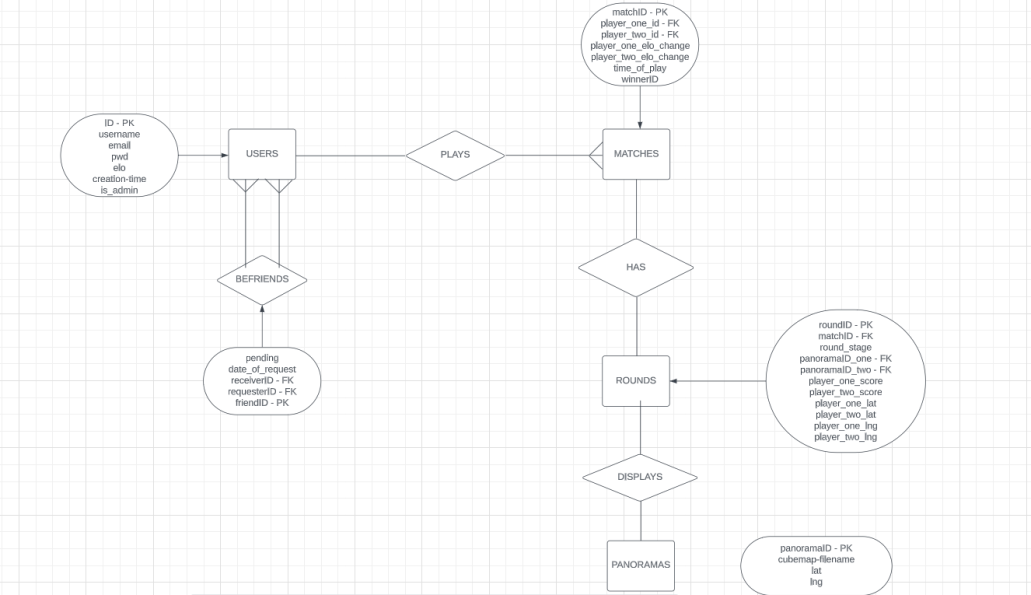 matchID - PK
player_one_id - FK
player_two_id - FK
player_one_elo_change
player_two_elo_change
time_of_play
winnerID
ID - PK
username
email
pwd
elo
creation-time
is_admin
USERS
PLAYS
MATCHES
BEFRIENDS
HAS
pending
date_of_request
receiverID - FK
requesterID - FK
friendID - PK
roundID - PK
matchID - FK
round_stage
panoramaID_one - FK
panoramaID_two - FK
player_one_score
player_two_score
player_one_lat
player_two_lat
player_one_lng
player_two_lng
ROUNDS
DISPLAYS
PANORAMAS
panoramaID - PK
cubemap-filename
lat
lng